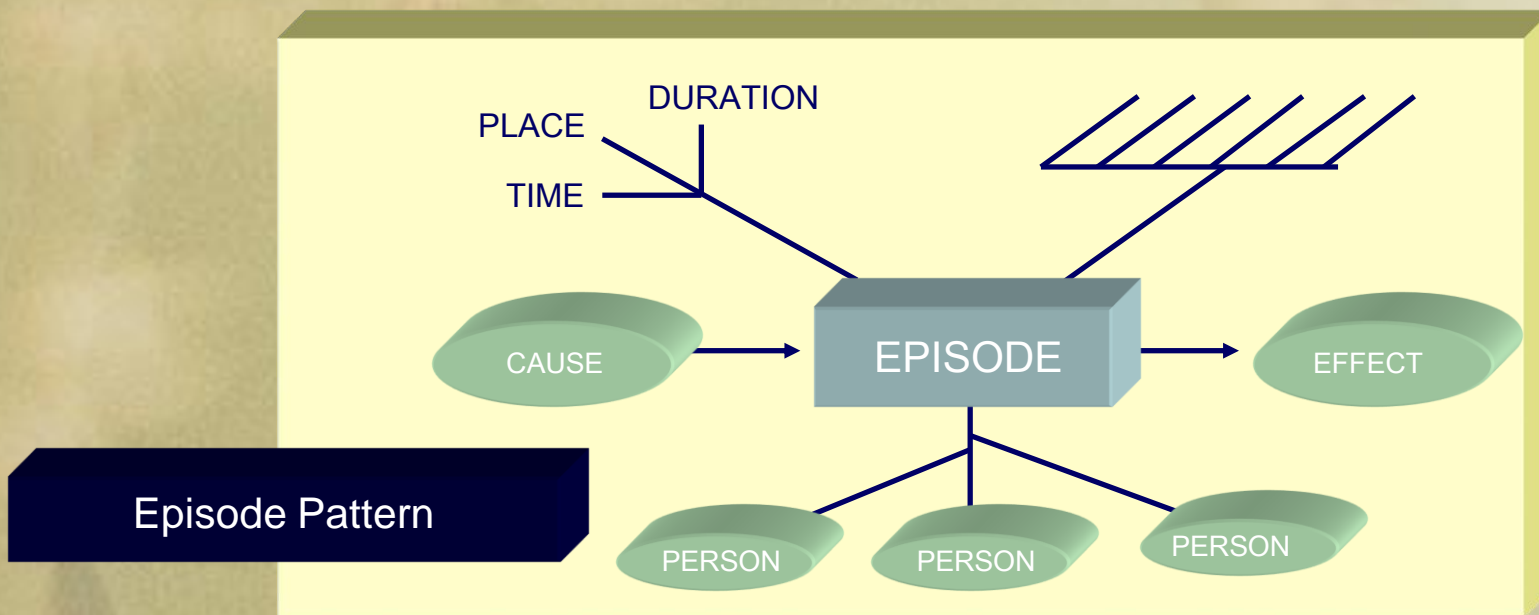 DURATION
PLACE
TIME
CAUSE
EPISODE
EFFECT
Episode Pattern
PERSON
PERSON
PERSON